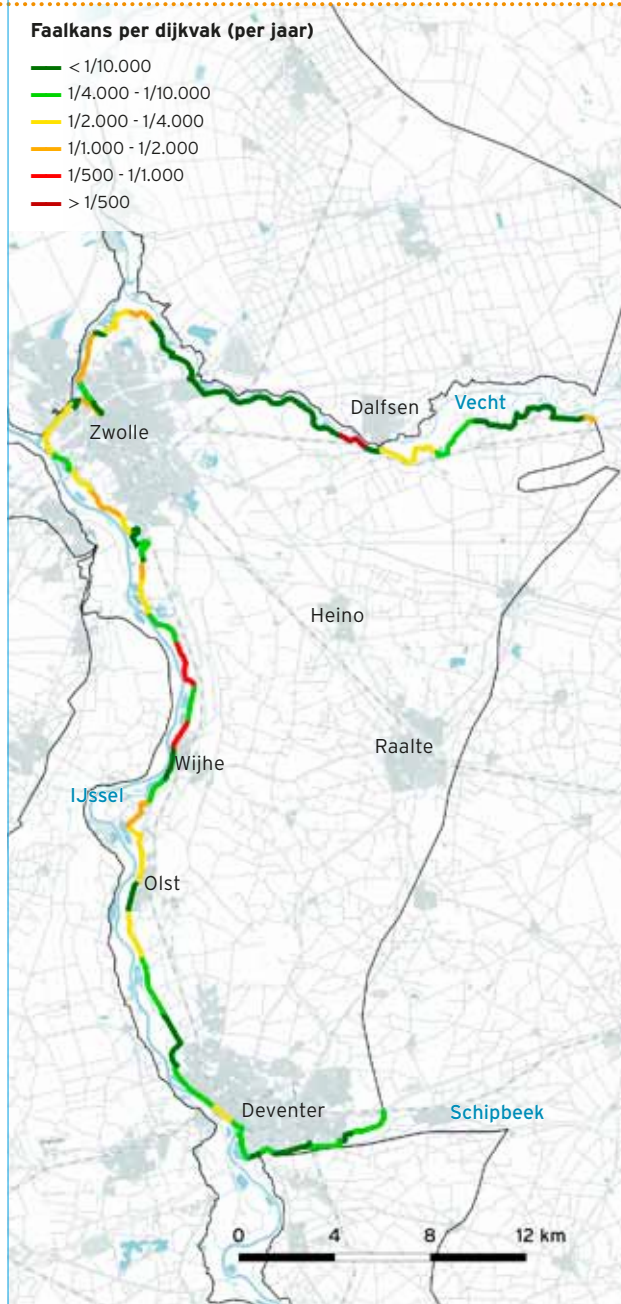 Faalkans per dijkvak (per jaar)
< 1/10.000
1/4.000 - 1/10.000
1/2.000 - 1/4.000
1/1.000 - 1/2.000
1/500 - 1/1.000
> 1/500
Dalfsen
Vecht
Zwolle
Heino
Raalte
Wijhe
IJssel
Olst
Deventer
Schipbeek
0 4 8 12 km